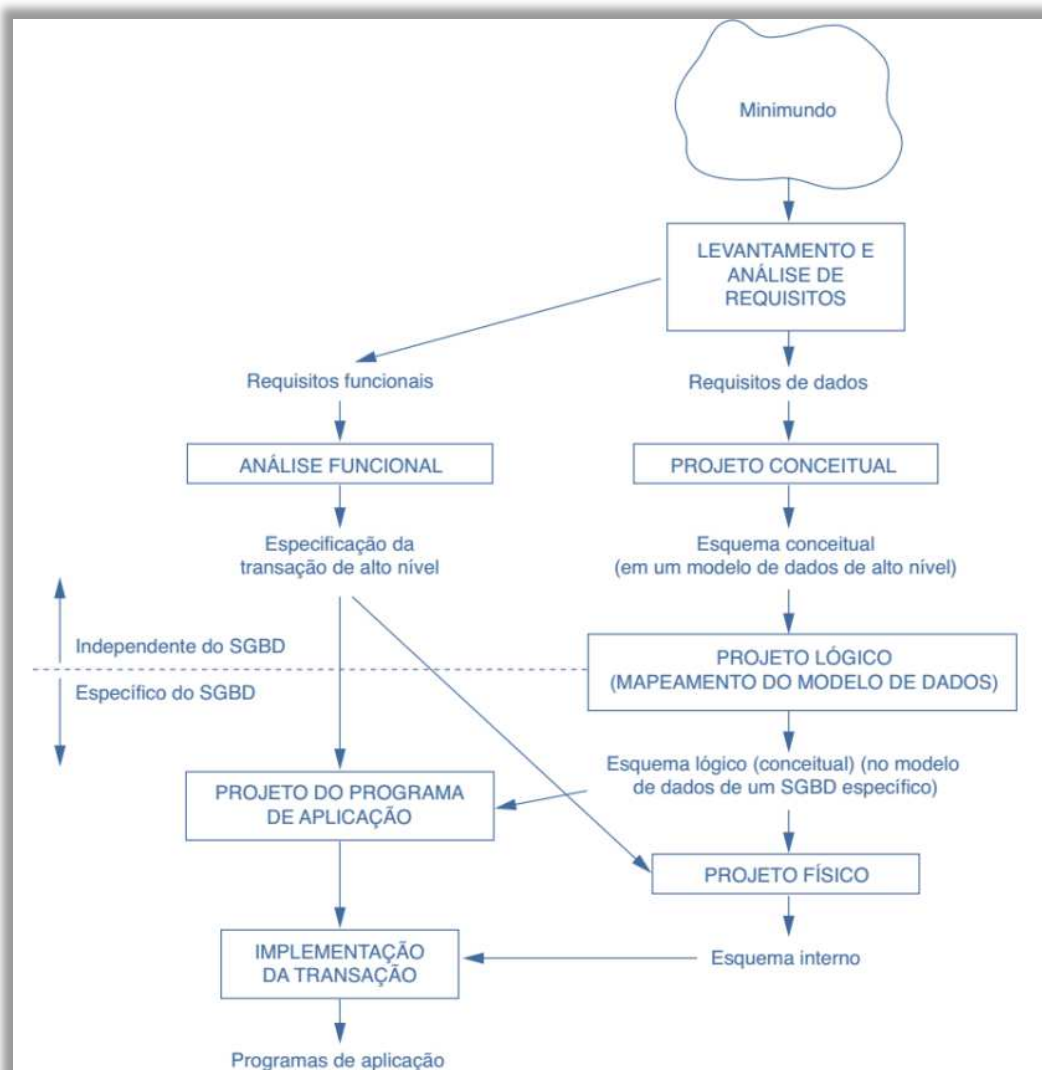 Minimundo
LEVANTAMENTO E
ANÁLISE DE
REQUISITOS
Requisitos funcionais
Requisitos de dados
ANÁLISE FUNCIONAL
PROJETO CONCEITUAL
Especificação da
transação de alto nível
Esquema conceitual
(em um modelo de dados de alto nível)
Independente do SGBD
Específico do SGBD
PROJETO LÓGICO
(MAPEAMENTO DO MODELO DE DADOS)
Esquema lógico (conceitual) (no modelo
de dados de um SGBD específico)
PROJETO DO PROGRAMA
DE APLICAÇÃO
PROJETO FÍSICO
IMPLEMENTAÇÃO
DA TRANSAÇÃO
Esquema interno
Programas de aplicação